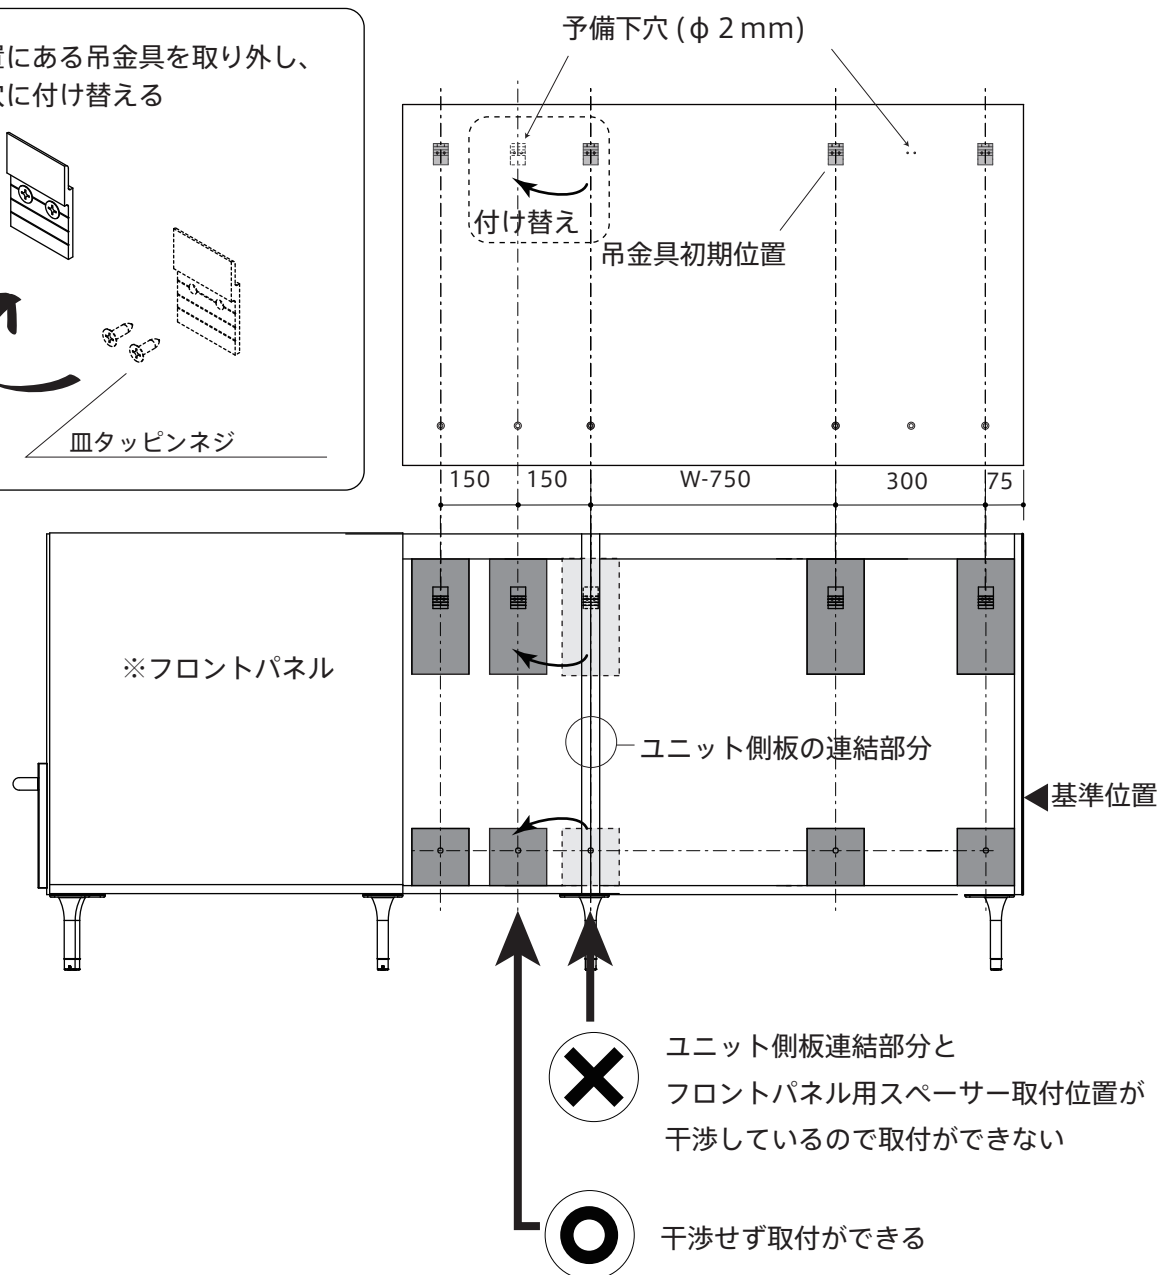 予備下穴 (φ 2 mm)
にある吊金具を取り外し、
に付け替える
皿タッピンネジ
付け替え
吊金具初期位置
150
150
W-750
300
75
※フロントパネル
ユニット側板の連結部分
基準位置
ユニット側板連結部分と
フロントパネル用スペーサー取付位置が
干渉しているので取付ができない
干渉せず取付ができる